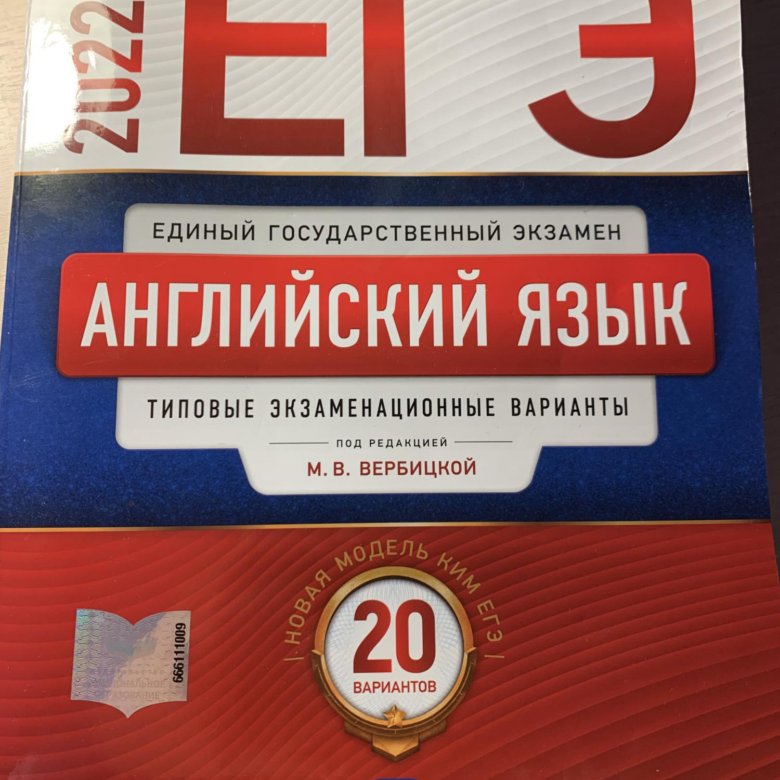 2022
ЕГЭ
ЕДИНЫЙ ГОСУДАРСТВЕННЫЙ ЭКЗАМЕН
АНГЛИЙСКИЙ ЯЗЫК
ТИПОВЫЕ ЭКЗАМЕНАЦИОННЫЕ ВАРИАНТЫ
ПОД РЕДАКЦИЕЙ
М. В. ВЕРБИЦКОЙ
НОВАЯ МОДЕЛЬ КИМ ЕГЭ
20
ВАРИАНТОВ
666111009
ОБРАЗОВАНИЕ